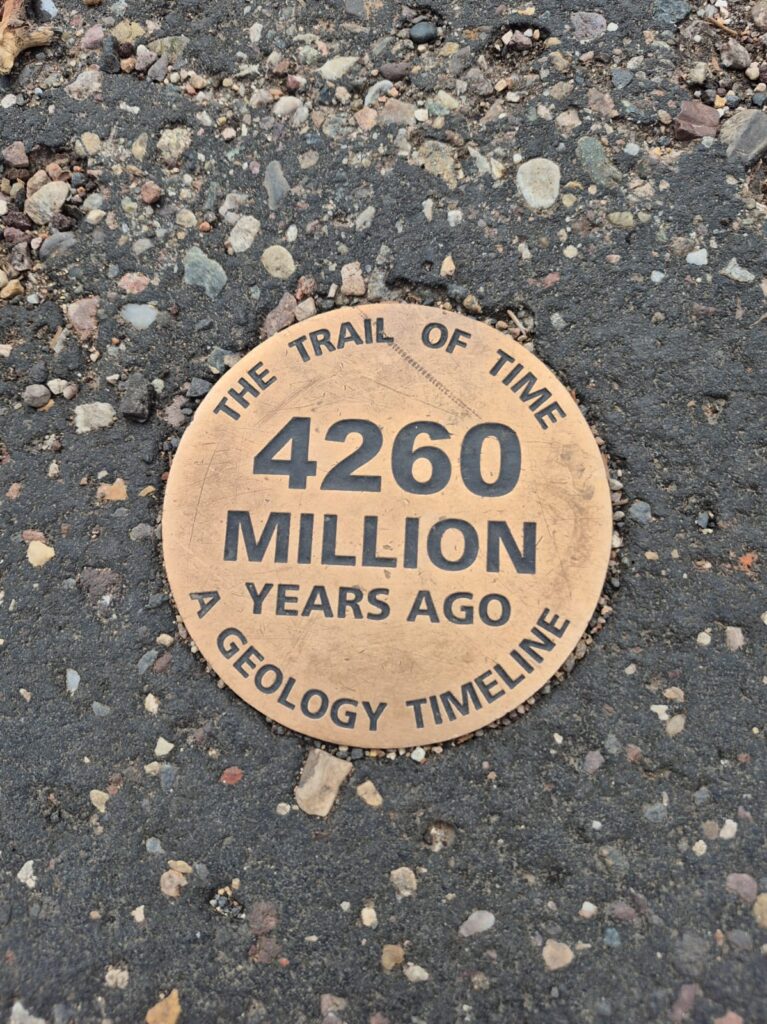 THE TRAIL OF TIME
4260
MILLION
YEARS AGO
A GEOLOGY TIMELINE